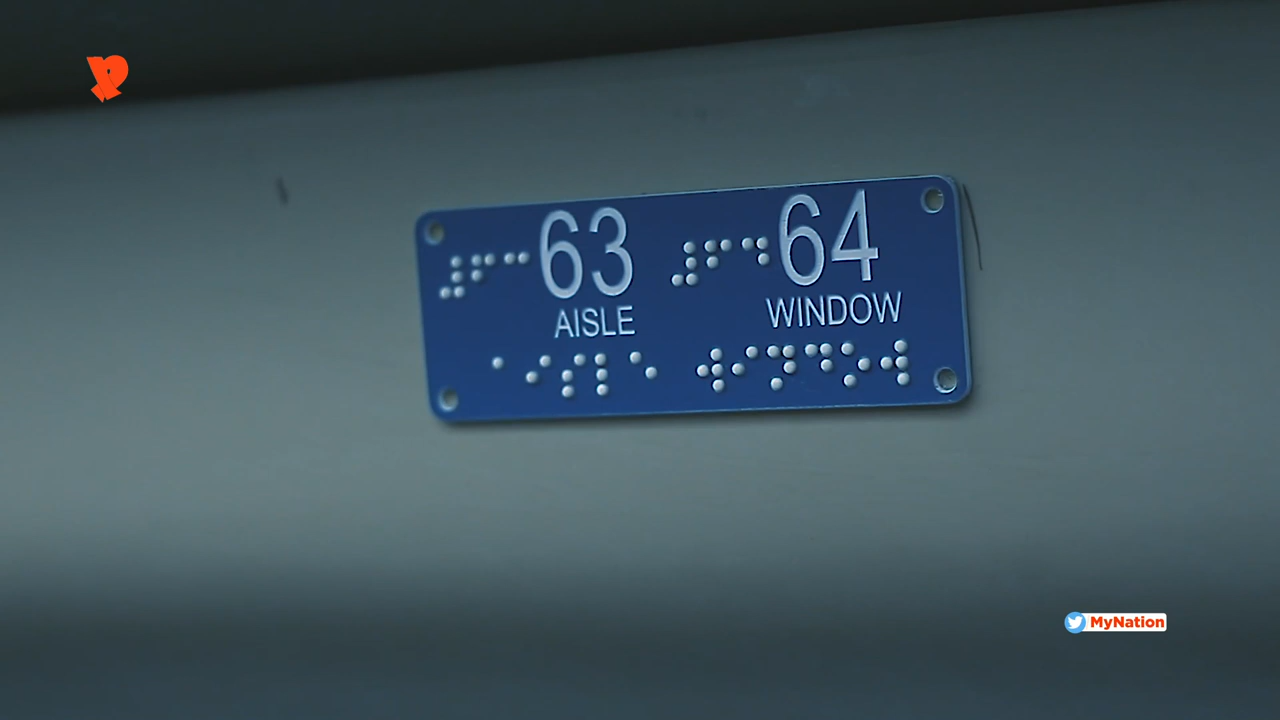 ⠼⠋⠉ 63 ⠼⠋⠙ 64
AISLE WINDOW
⠁⠊⠎⠇⠑ ⠺⠊⠝⠙⠕⠺
MyNation